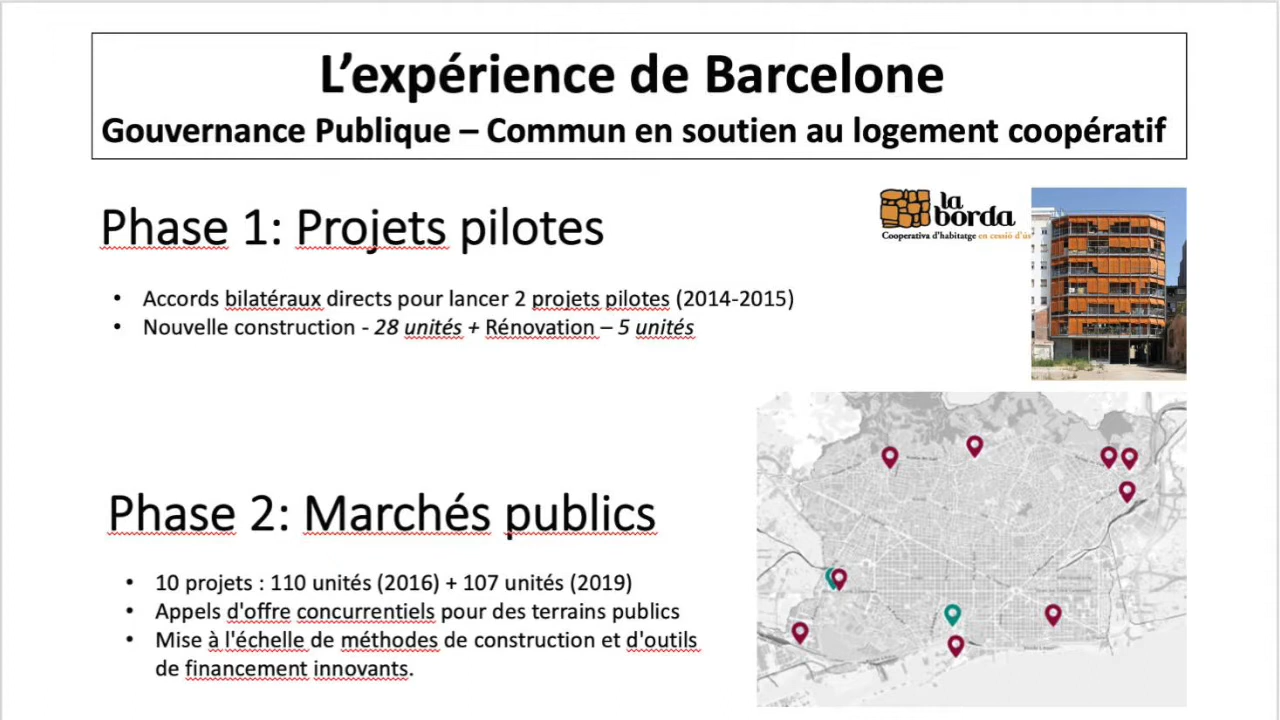 L’expérience de Barcelone
Gouvernance Publique – Commun en soutien au logement coopératif
Phase 1: Projets pilotes
la
borda
Cooperativa d'habitatge en cessió d'ús
• Accords bilatéraux directs pour lancer 2 projets pilotes (2014-2015)
• Nouvelle construction - 28 unités + Rénovation – 5 unités
Phase 2: Marchés publics
• 10 projets : 110 unités (2016) + 107 unités (2019)
• Appels d'offre concurrentiels pour des terrains publics
• Mise à l'échelle de méthodes de construction et d'outils
de financement innovants.